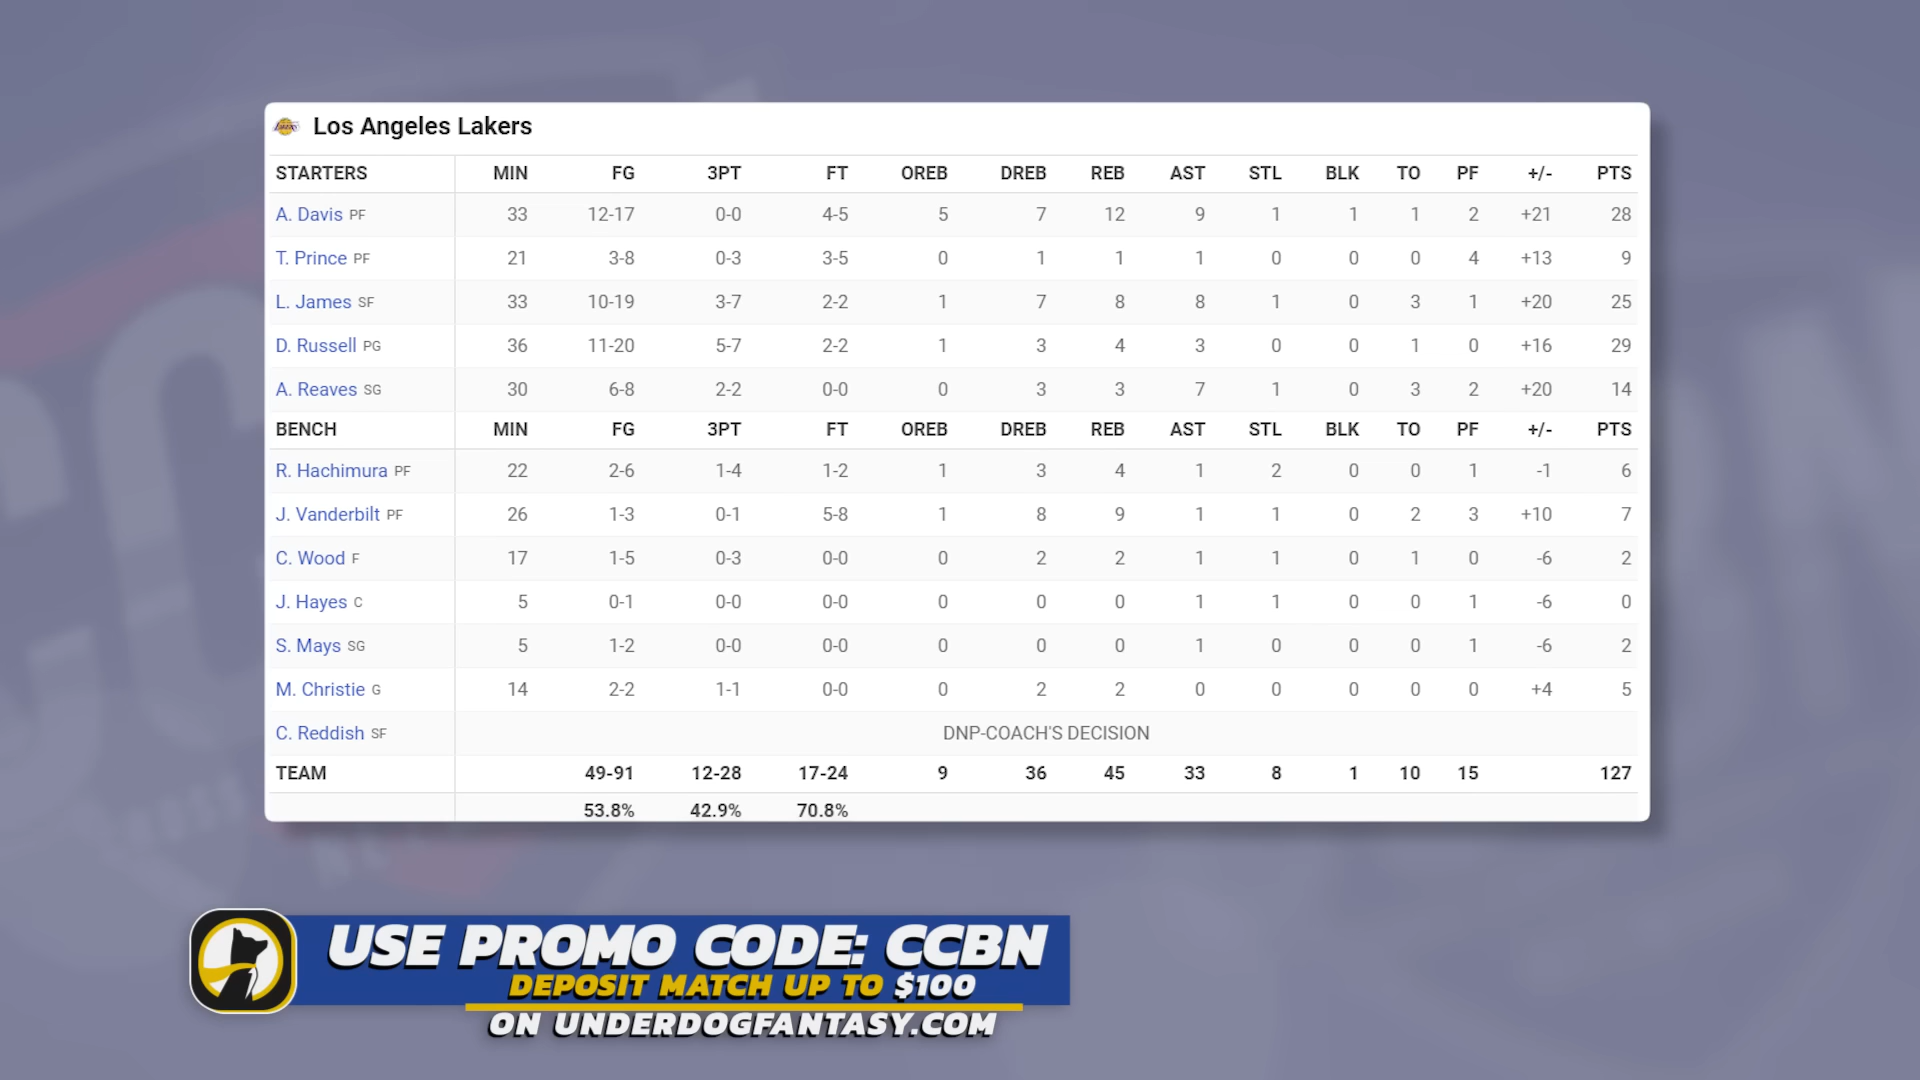 Los Angeles Lakers
STARTERS MIN FG 3PT FT OREB DREB REB AST STL BLK TO PF +/- PTS
A. Davis PF 33 12-17 0-0 4-5 5 7 12 9 1 1 1 2 +21 28
T. Prince PF 21 3-8 0-3 3-5 0 1 1 1 0 0 0 4 +13 9
L. James SF 33 10-19 3-7 2-2 1 7 8 8 1 0 3 1 +20 25
D. Russell PG 36 11-20 5-7 2-2 1 3 4 3 0 0 1 0 +16 29
A. Reaves SG 30 6-8 2-2 0-0 0 3 3 7 1 0 3 2 +20 14
BENCH MIN FG 3PT FT OREB DREB REB AST STL BLK TO PF +/- PTS
R. Hachimura PF 22 2-6 1-4 1-2 1 3 4 1 2 0 0 1 -1 6
J. Vanderbilt PF 26 1-3 0-1 5-8 1 8 9 1 1 0 2 3 +10 7
C. Wood F 17 1-5 0-3 0-0 0 2 2 1 1 0 1 0 -6 2
J. Hayes C 5 0-1 0-0 0-0 0 0 0 1 1 0 0 1 -6 0
S. Mays SG 5 1-2 0-0 0-0 0 0 0 1 0 0 0 1 -6 2
M. Christie G 14 2-2 1-1 0-0 0 2 2 0 0 0 0 0 +4 5
C. Reddish SF DNP-COACH'S DECISION
TEAM 49-91 12-28 17-24 9 36 45 33 8 1 10 15 127
53.8% 42.9% 70.8%
USE PROMO CODE: CCBN
DEPOSIT MATCH UP TO $100
ON UNDERDOGFANTASY.COM